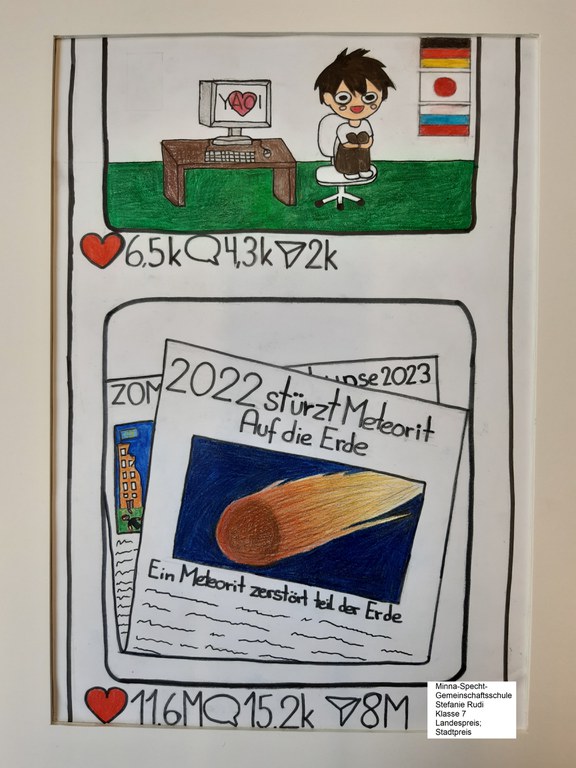 YAOI
6,5k 4,3k 2k
2023
ZOM
2022 stürzt Meteorit
Auf die Erde
Ein Meteorit zerstört teil der Erde
11.6M 15.2k 8M
Minna-Specht-
Gemeinschaftsschule
Stefanie Rudi
Klasse 7
Landespreis;
Stadtpreis